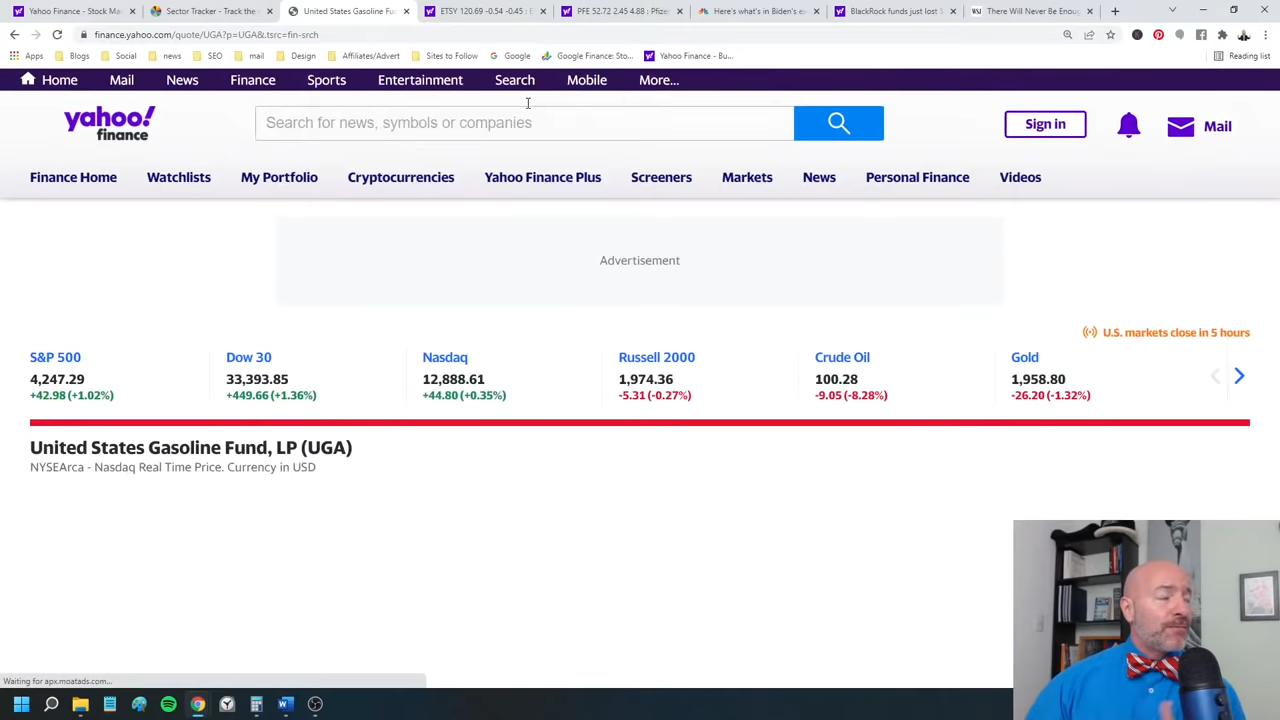 Yahoo Finance - Stock Mar
Sector Tracker - Track the
United States Gasoline Fun
ETSY 120.69 -0.54 -0.45 : E
PFE 52.72 2.45 4.88 : Pfizer
Here's what's in Biden's ex
BlackRock funds just lost $
WSJ There Will Never Be Enou
finance.yahoo.com/quote/UGA?p=UGA&.tsrc=fin-srch
Apps Blogs Social news SEO mail Design Affiliates/Advert Sites to Follow Google Google Finance: Sto... Yahoo Finance - Bu... Reading list
Home Mail News Finance Sports Entertainment Search Mobile More...
yahoo!
finance
Search for news, symbols or companies
Sign in
Mail
Finance Home Watchlists My Portfolio Cryptocurrencies Yahoo Finance Plus Screeners Markets News Personal Finance Videos
Advertisement
U.S. markets close in 5 hours
S&P 500
4,247.29
+42.98 (+1.02%)
Dow 30
33,393.85
+449.66 (+1.36%)
Nasdaq
12,888.61
+44.80 (+0.35%)
Russell 2000
1,974.36
-5.31 (-0.27%)
Crude Oil
100.28
-9.05 (-8.28%)
Gold
1,958.80
-26.20 (-1.32%)
United States Gasoline Fund, LP (UGA)
NYSEArca - Nasdaq Real Time Price. Currency in USD
Waiting for apx.moatads.com...